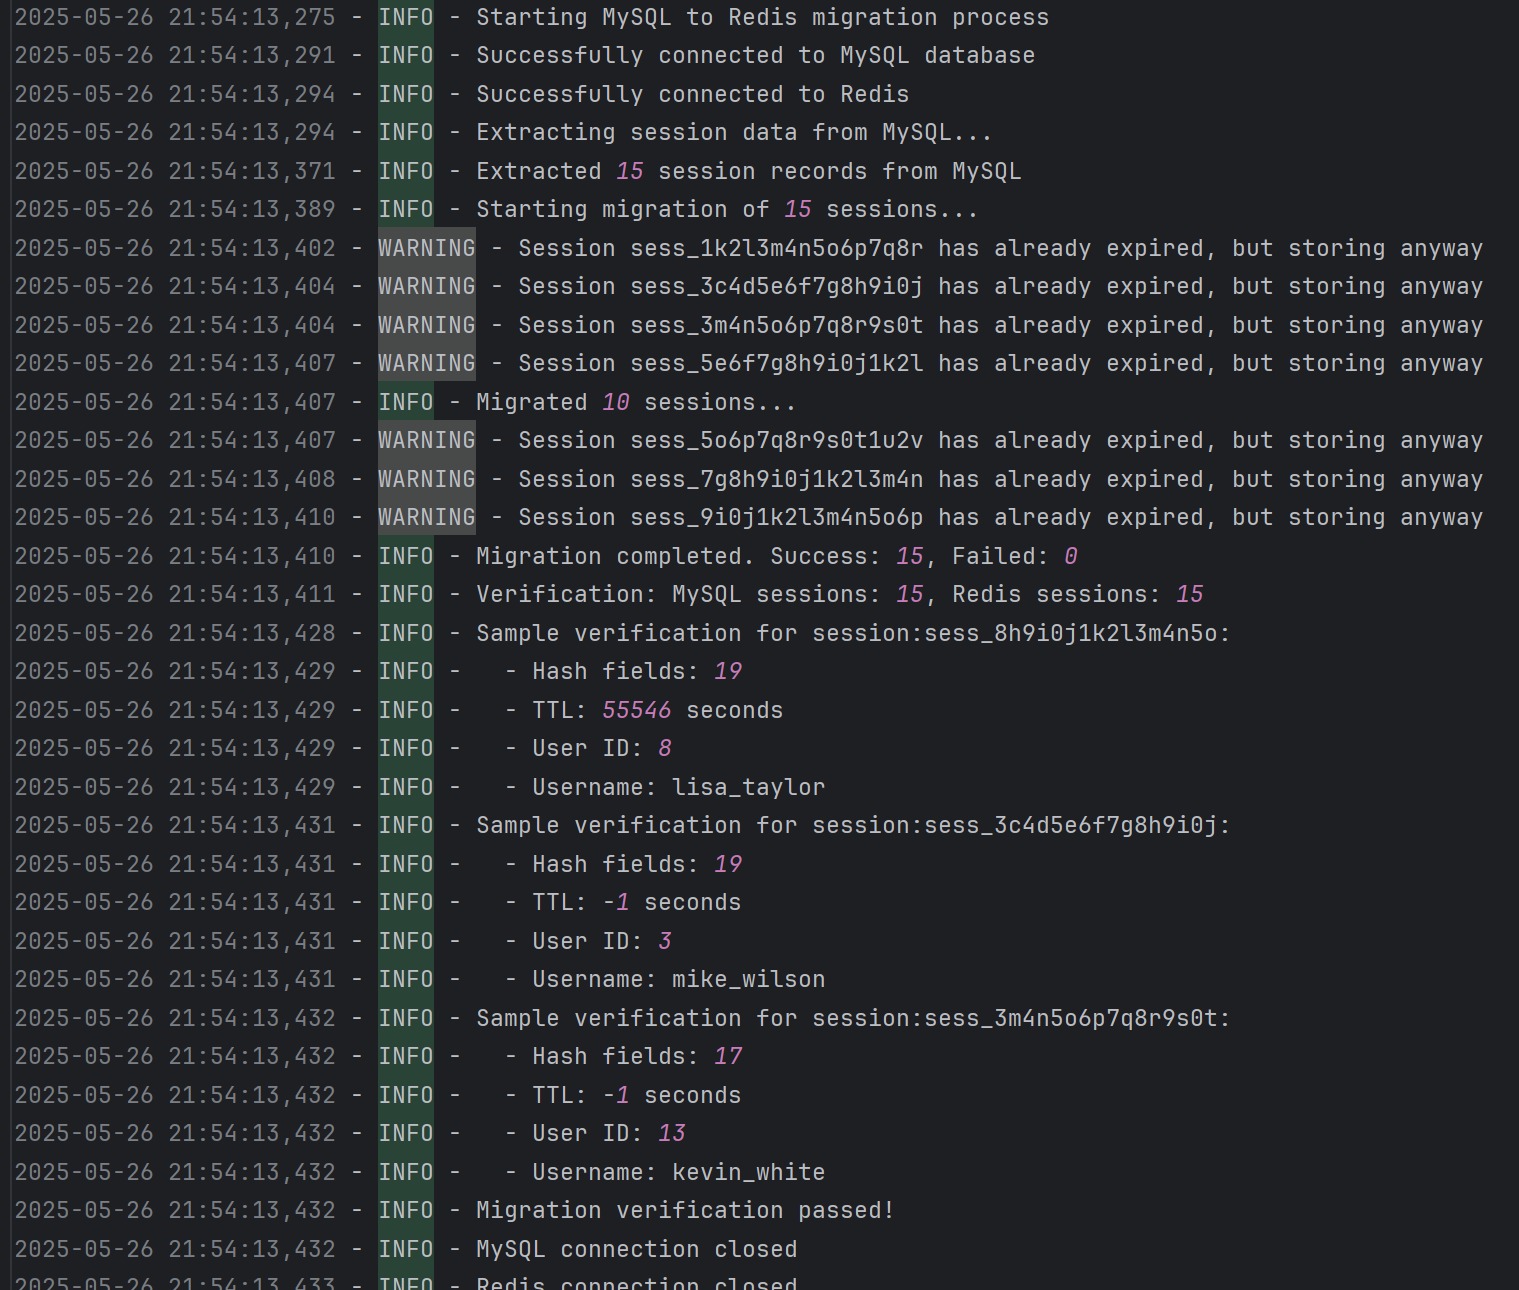 2025-05-26 21:54:13,275 - INFO - Starting MySQL to Redis migration process
2025-05-26 21:54:13,291 - INFO - Successfully connected to MySQL database
2025-05-26 21:54:13,294 - INFO - Successfully connected to Redis
2025-05-26 21:54:13,294 - INFO - Extracting session data from MySQL...
2025-05-26 21:54:13,371 - INFO - Extracted 15 session records from MySQL
2025-05-26 21:54:13,389 - INFO - Starting migration of 15 sessions...
2025-05-26 21:54:13,402 - WARNING - Session sess_1k2l3m4n5o6p7q8r has already expired, but storing anyway
2025-05-26 21:54:13,404 - WARNING - Session sess_3c4d5e6f7g8h9i0j has already expired, but storing anyway
2025-05-26 21:54:13,404 - WARNING - Session sess_3m4n5o6p7q8r9s0t has already expired, but storing anyway
2025-05-26 21:54:13,407 - WARNING - Session sess_5e6f7g8h9i0j1k2l has already expired, but storing anyway
2025-05-26 21:54:13,407 - INFO - Migrated 10 sessions...
2025-05-26 21:54:13,407 - WARNING - Session sess_5o6p7q8r9s0t1u2v has already expired, but storing anyway
2025-05-26 21:54:13,408 - WARNING - Session sess_7g8h9i0j1k2l3m4n has already expired, but storing anyway
2025-05-26 21:54:13,410 - WARNING - Session sess_9i0j1k2l3m4n5o6p has already expired, but storing anyway
2025-05-26 21:54:13,410 - INFO - Migration completed. Success: 15, Failed: 0
2025-05-26 21:54:13,411 - INFO - Verification: MySQL sessions: 15, Redis sessions: 15
2025-05-26 21:54:13,428 - INFO - Sample verification for session:sess_8h9i0j1k2l3m4n5o:
2025-05-26 21:54:13,429 - INFO -   - Hash fields: 19
2025-05-26 21:54:13,429 - INFO -   - TTL: 55546 seconds
2025-05-26 21:54:13,429 - INFO -   - User ID: 8
2025-05-26 21:54:13,429 - INFO -   - Username: lisa_taylor
2025-05-26 21:54:13,431 - INFO - Sample verification for session:sess_3c4d5e6f7g8h9i0j:
2025-05-26 21:54:13,431 - INFO -   - Hash fields: 19
2025-05-26 21:54:13,431 - INFO -   - TTL: -1 seconds
2025-05-26 21:54:13,431 - INFO -   - User ID: 3
2025-05-26 21:54:13,431 - INFO -   - Username: mike_wilson
2025-05-26 21:54:13,432 - INFO - Sample verification for session:sess_3m4n5o6p7q8r9s0t:
2025-05-26 21:54:13,432 - INFO -   - Hash fields: 17
2025-05-26 21:54:13,432 - INFO -   - TTL: -1 seconds
2025-05-26 21:54:13,432 - INFO -   - User ID: 13
2025-05-26 21:54:13,432 - INFO -   - Username: kevin_white
2025-05-26 21:54:13,432 - INFO - Migration verification passed!
2025-05-26 21:54:13,432 - INFO - MySQL connection closed
2025-05-26 21:54:13,433 - INFO - Redis connection closed